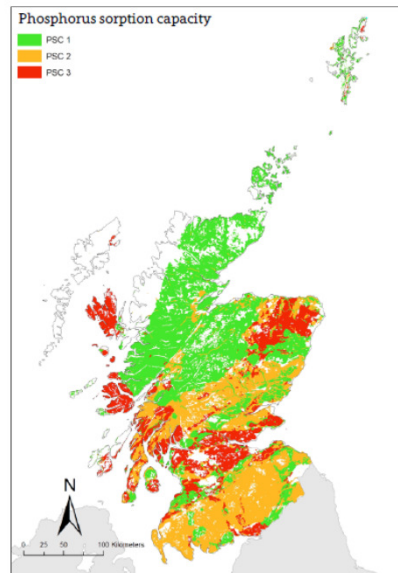 Phosphorus sorption capacity
PSC 1
PSC 2
PSC 3
N
0 25 50 100 Kilometers